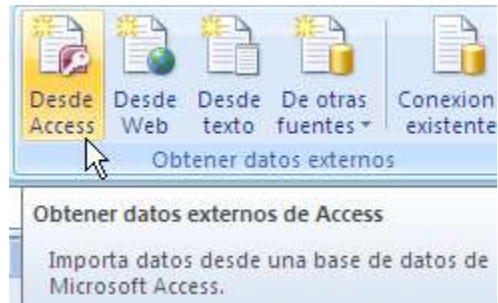 Desde Access
Desde Web
Desde texto
De otras fuentes
Conexion existente
Obtener datos externos
Obtener datos externos de Access
Importa datos desde una base de datos de
Microsoft Access.